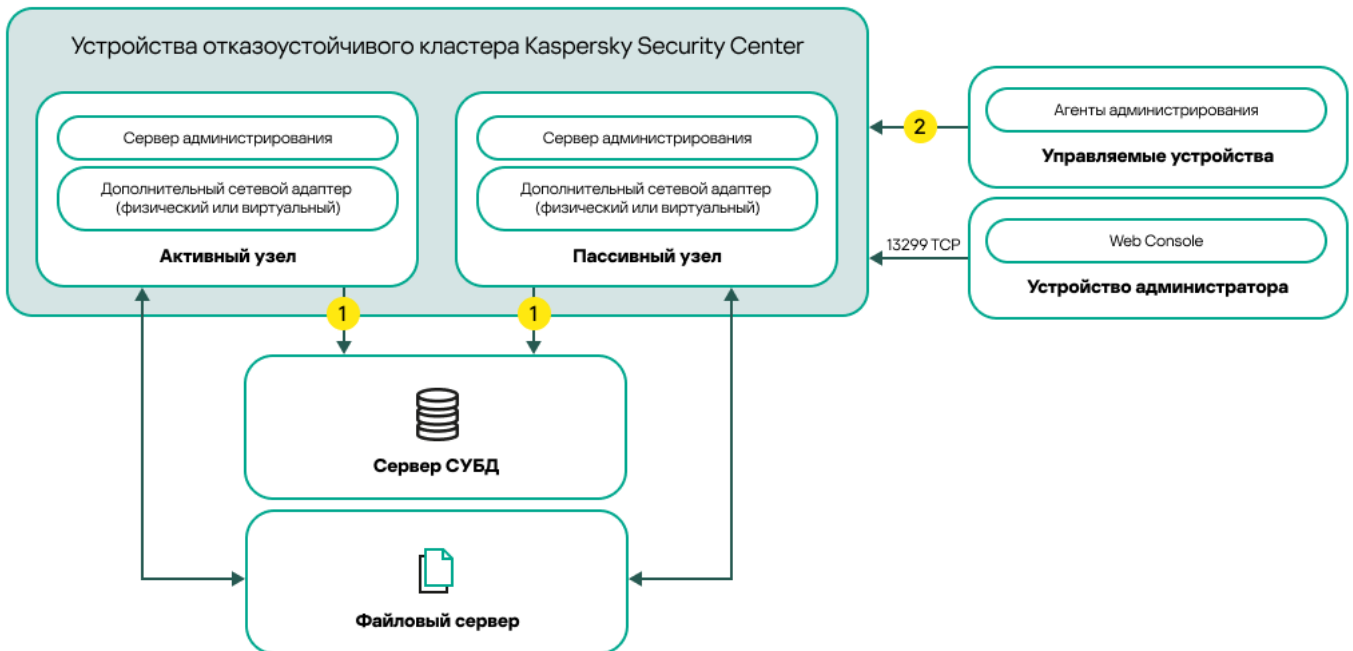 Устройства отказоустойчивого кластера Kaspersky Security Center
Сервер администрирования
Дополнительный сетевой адаптер
(физический или виртуальный)
Активный узел
Сервер администрирования
Дополнительный сетевой адаптер
(физический или виртуальный)
Пассивный узел
2
Агенты администрирования
Управляемые устройства
13299 TCP
Web Console
Устройство администратора
1
1
Сервер СУБД
Файловый сервер